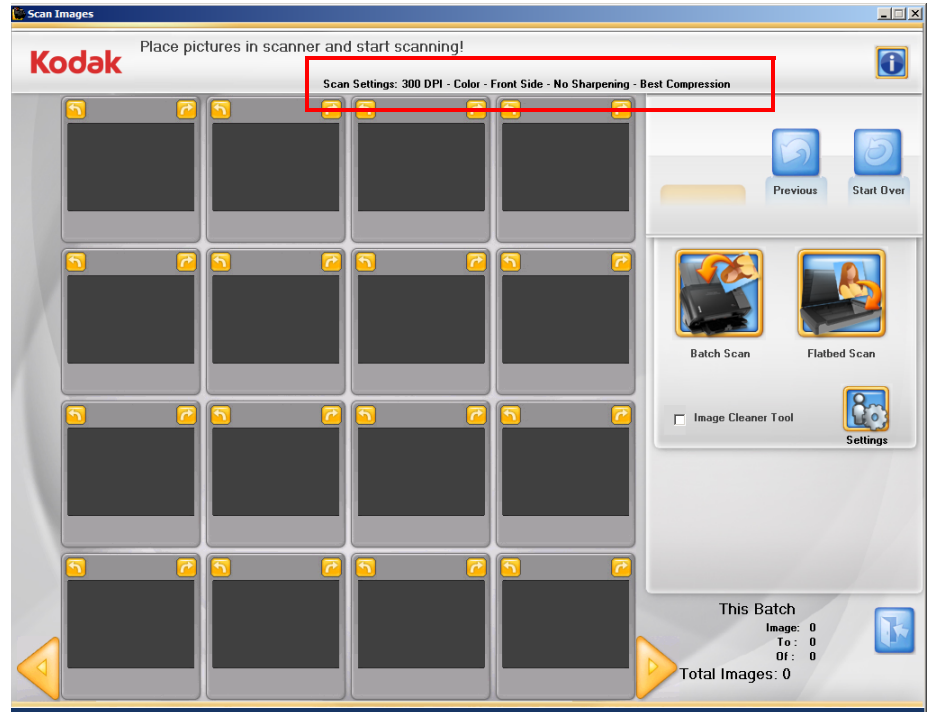 Scan Images
Kodak
Place pictures in scanner and start scanning!
Scan Settings: 300 DPI - Color - Front Side - No Sharpening - Best Compression
Previous
Start Over
Batch Scan
Flatbed Scan
Image Cleaner Tool
Settings
This Batch
Image: 0
To : 0
Of : 0
Total Images: 0